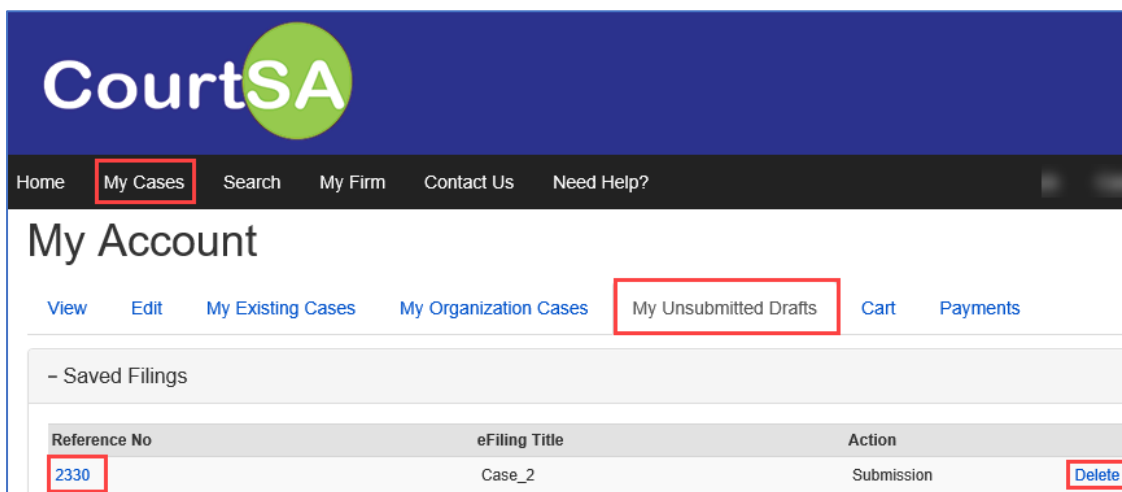 CourtSA
Home My Cases Search My Firm Contact Us Need Help?
My Account
View Edit My Existing Cases My Organization Cases My Unsubmitted Drafts Cart Payments
– Saved Filings
Reference No eFiling Title Action
2330 Case_2 Submission Delete